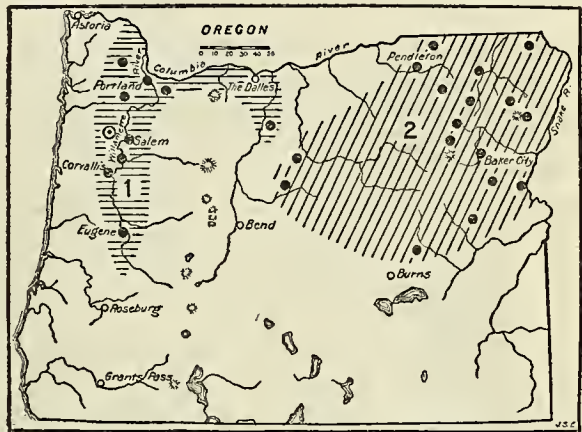 Astoria
OREGON
0 10 20 30 40 50
River
Columbia
River
Portland
The Dalles
Pendleton
Snake R.
Willamette
Salem
2
Corvallis
1
Baker City
Eugene
Bend
Burns
Roseburg
Grants Pass
J.S.C.